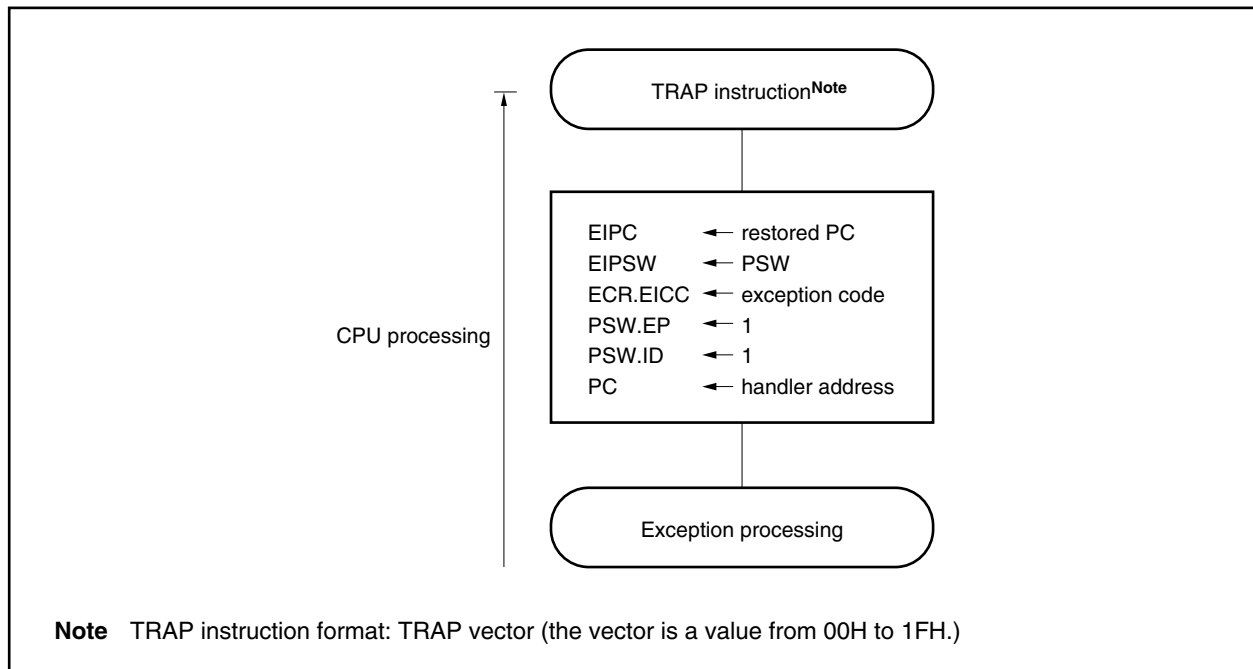 TRAP instructionNote
CPU processing
EIPC ← restored PC
EIPSW ← PSW
ECR.EICC ← exception code
PSW.EP ← 1
PSW.ID ← 1
PC ← handler address
Exception processing
Note TRAP instruction format: TRAP vector (the vector is a value from 00H to 1FH.)